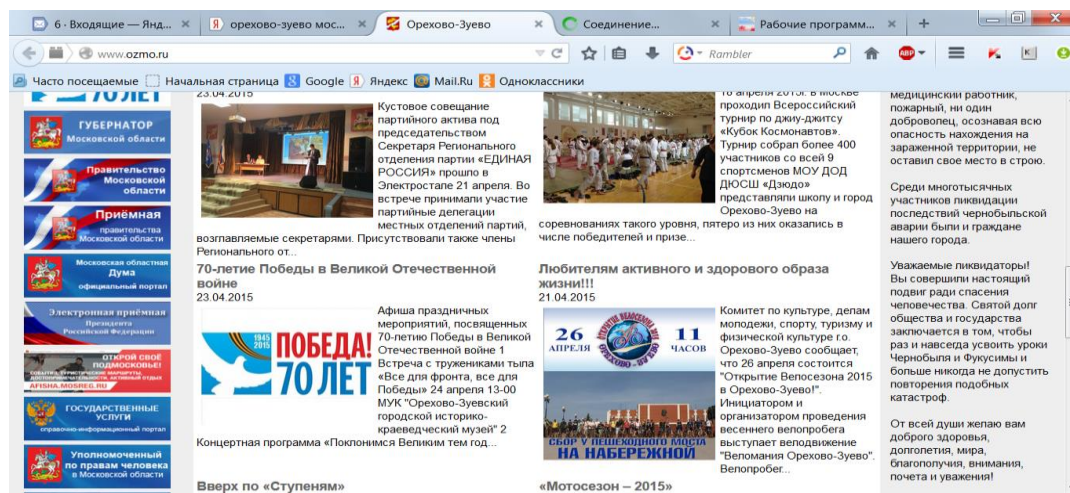 6 · Входящие — Янд...
орехово-зуево мос...
Орехово-Зуево
Соединение...
Рабочие программ...
www.ozmo.ru
Rambler
Часто посещаемые
Начальная страница
Google
Яндекс
Mail.Ru
Одноклассники
70 ЛЕТ
ГУБЕРНАТОР
Московской области
Правительство
Московской
области
Приёмная
правительства
Московской области
Московская областная
Дума
официальный портал
Электронная приёмная
Президента
Российской Федерации
ОТКРОЙ СВОЁ
ПОДМОСКОВЬЕ!
СОБЫТИЯ, ТУРИСТИЧЕСКИЕ МАРШРУТЫ,
ДОСТОПРИМЕЧАТЕЛЬНОСТИ, АКТИВНЫЙ ОТДЫХ
AFISHA.MOSREG.RU
ГОСУДАРСТВЕННЫЕ
УСЛУГИ
справочно-информационный портал
Уполномоченный
по правам человека
в Московской области
23.04.2015
Кустовое совещание
партийного актива под
председательством
Секретаря Регионального
отделения партии «ЕДИНАЯ
РОССИЯ» прошло в
Электростале 21 апреля. Во
встрече принимали участие
партийные делегации
местных отделений партий,
возглавляемые секретарями. Присутствовали также члены
Регионального от...
70-летие Победы в Великой Отечественной
войне
23.04.2015
1945
2015
ПОБЕДА!
70 ЛЕТ
Афиша праздничных
мероприятий, посвященных
70-летию Победы в Великой
Отечественной войне 1
Встреча с тружениками тыла
«Все для фронта, все для
Победы» 24 апреля 13-00
МУК "Орехово-Зуевский
городской историко-
краеведческий музей" 2
Концертная программа «Поклонимся Великим тем год...
Вверх по «Ступеням»
18 апреля 2015г. в Москве
проходил Всероссийский
турнир по джиу-джитсу
«Кубок Космонавтов».
Турнир собрал более 400
участников со всей 9
спортсменов МОУ ДОД
ДЮСШ «Дзюдо»
представляли школу и город
Орехово-Зуево на
соревнованиях такого уровня, пятеро из них оказались в
числе победителей и призе...
Любителям активного и здорового образа
жизни!!!
21.04.2015
26
АПРЕЛЯ
11
ЧАСОВ
СБОР У ПЕШЕХОДНОГО МОСТА
НА НАБЕРЕЖНОЙ
Комитет по культуре, делам
молодежи, спорту, туризму и
физической культуре г.о.
Орехово-Зуево сообщает,
что 26 апреля состоится
"Открытие Велосезона 2015
в Орехово-Зуево!".
Инициатором и
организатором проведения
весеннего велопробега
выступает велодвижение
"Веломания Орехово-Зуево".
Велопробег...
«Мотосезон – 2015»
медицинский работник,
пожарный, ни один
доброволец, осознавая всю
опасность нахождения на
зараженной территории, не
оставил свое место в строю.
Среди многотысячных
участников ликвидации
последствий чернобыльской
аварии были и граждане
нашего города.
Уважаемые ликвидаторы!
Вы совершили настоящий
подвиг ради спасения
человечества. Святой долг
общества и государства
заключается в том, чтобы
раз и навсегда усвоить уроки
Чернобыля и Фукусимы и
больше никогда не допустить
повторения подобных
катастроф.
От всей души желаю вам
доброго здоровья,
долголетия, мира,
благополучия, внимания,
почета и уважения!